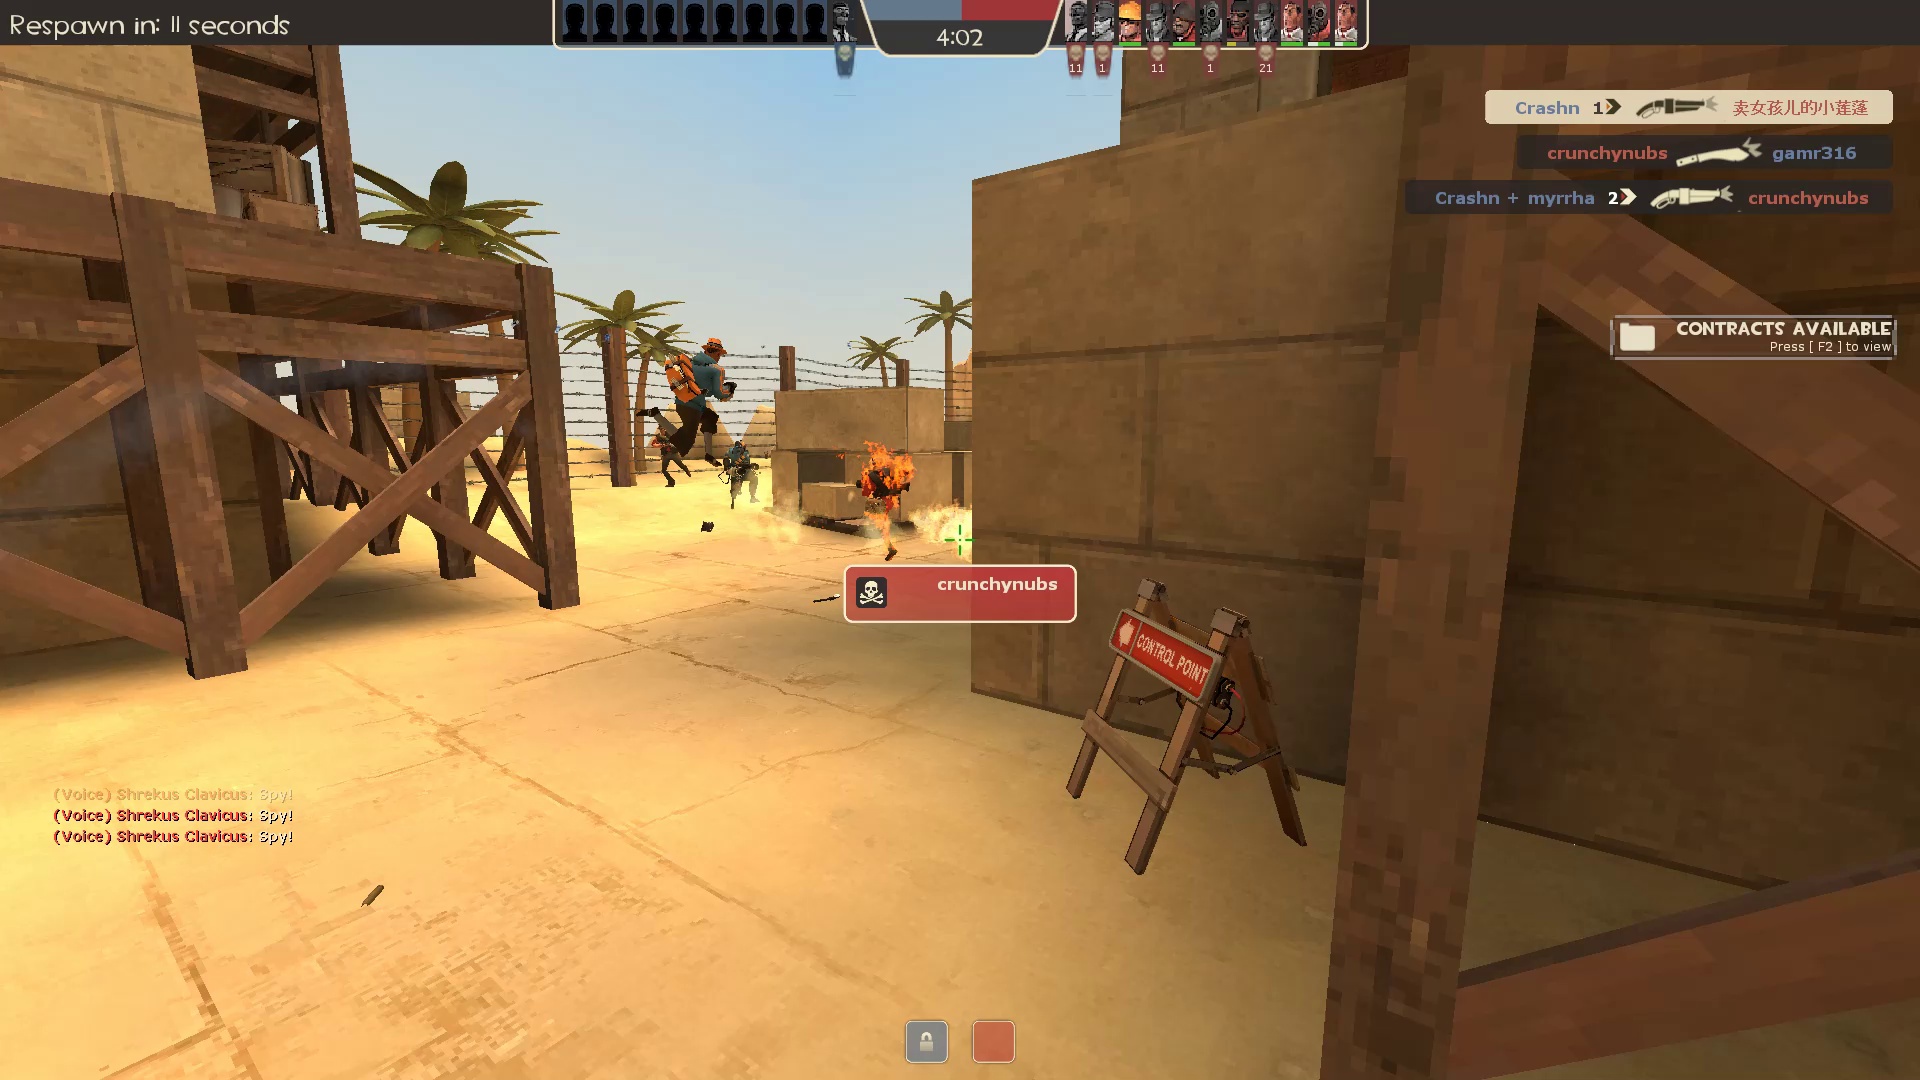 Respawn in: 11 seconds
4:02
11 1 11 1 21
Crashn 1 卖女孩儿的小莲蓬
crunchynubs gamr316
Crashn + myrrha 2 crunchynubs
CONTRACTS AVAILABLE
Press [ F2 ] to view
crunchynubs
CONTROL POINT
(Voice) Shrekus Clavicus: Spy!
(Voice) Shrekus Clavicus: Spy!
(Voice) Shrekus Clavicus: Spy!